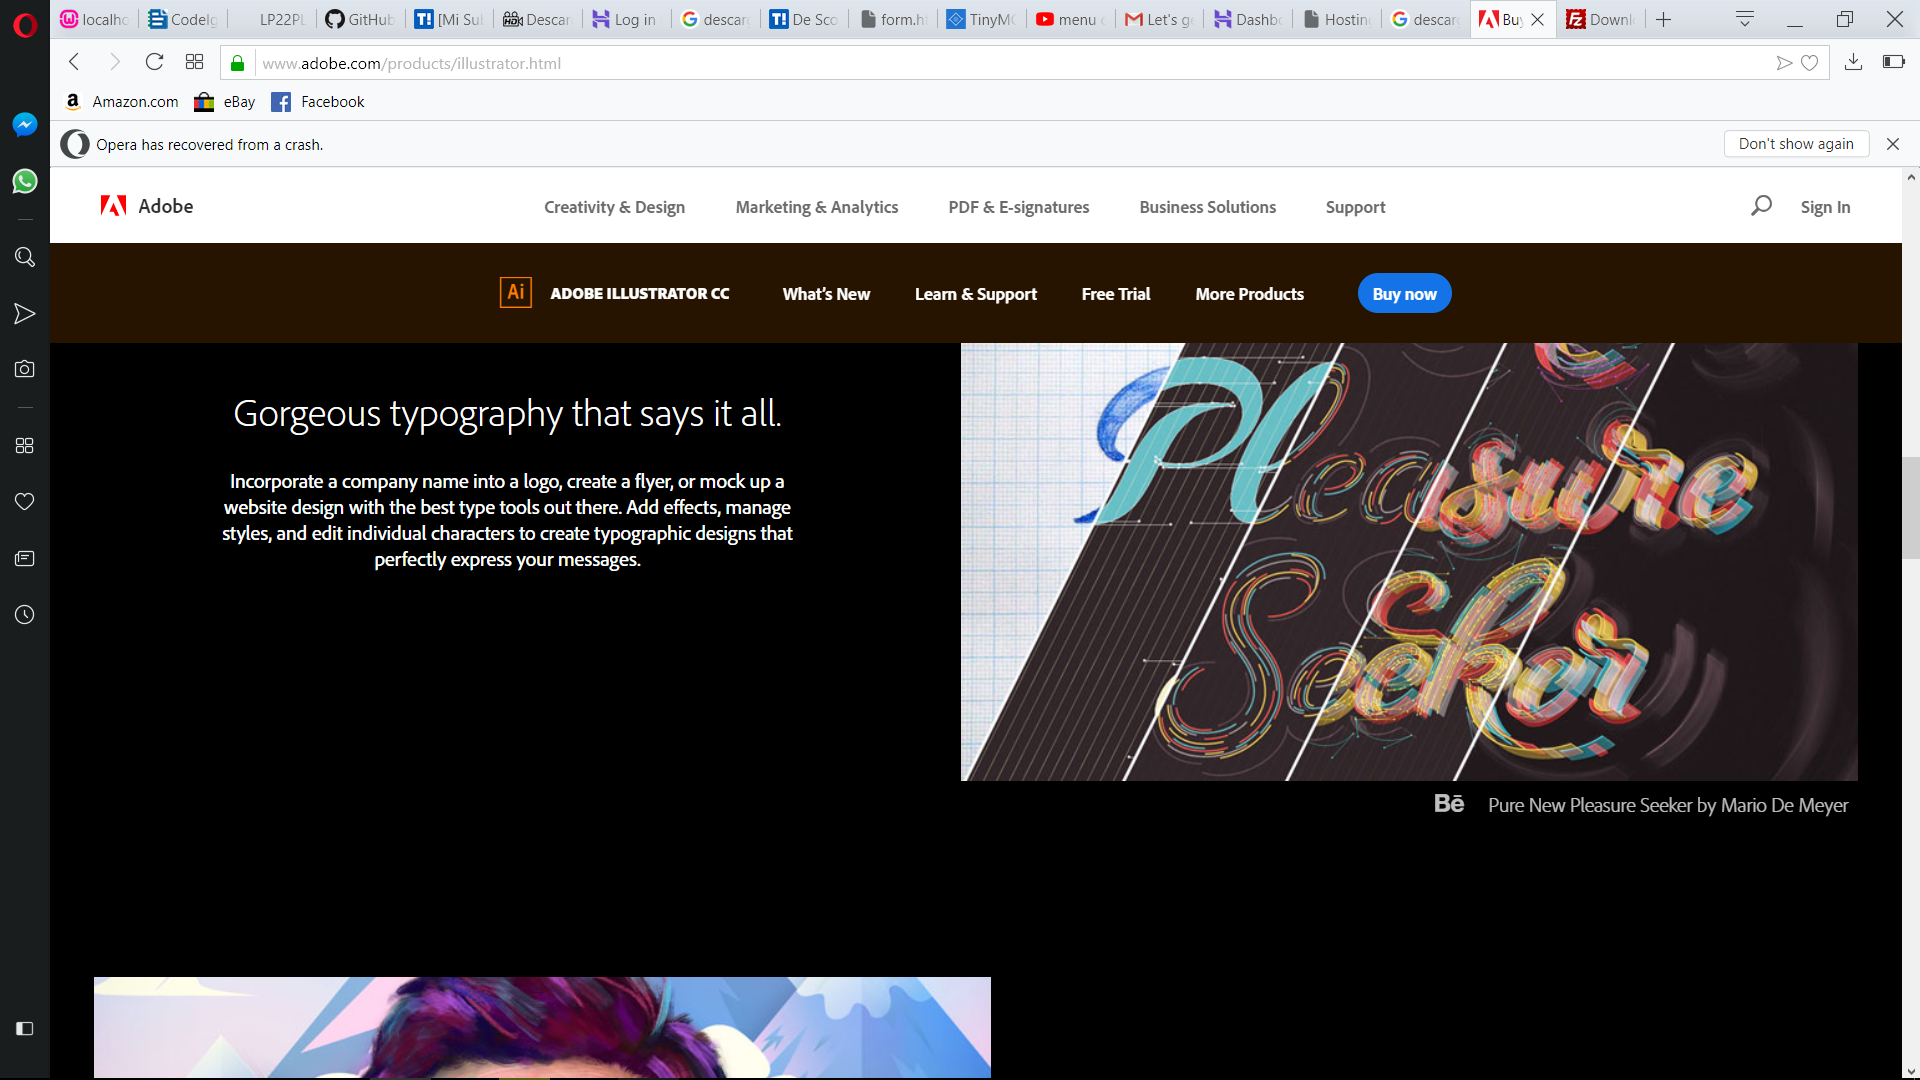 localho
CodeIg
LP22PL
GitHub
[Mi Sul
Descar
Log in
descar
De Sco
form.h
TinyMC
menu
Let's g
Dashb
Hostin
descar
Buy
Downl
www.adobe.com/products/illustrator.html
Amazon.com
eBay
Facebook
Opera has recovered from a crash.
Don't show again
Adobe
Creativity & Design
Marketing & Analytics
PDF & E-signatures
Business Solutions
Support
Sign In
Ai
ADOBE ILLUSTRATOR CC
What's New
Learn & Support
Free Trial
More Products
Buy now
Gorgeous typography that says it all.
Incorporate a company name into a logo, create a flyer, or mock up a
website design with the best type tools out there. Add effects, manage
styles, and edit individual characters to create typographic designs that
perfectly express your messages.
Pleasure
Seeker
Bē
Pure New Pleasure Seeker by Mario De Meyer